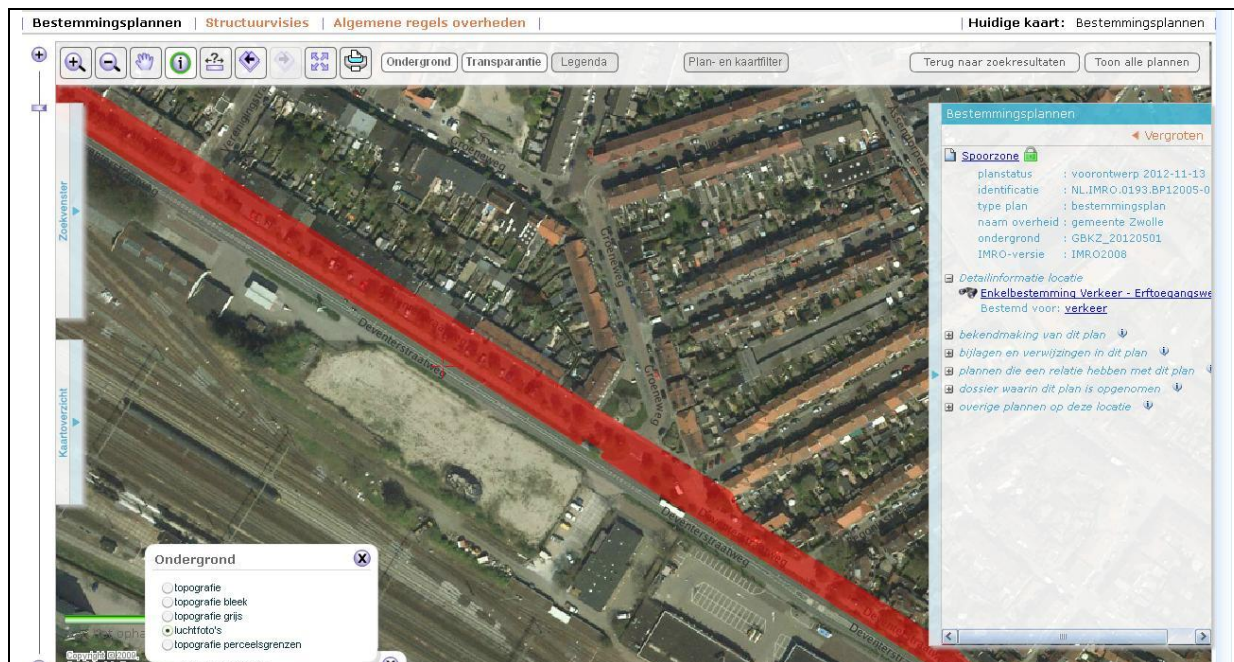 Bestemmingsplannen | Structuurvisies | Algemene regels overheden | Huidige kaart: Bestemmingsplannen
Ondergrond Transparantie Legenda Plan- en kaartfilter Terug naar zoekresultaten Toon alle plannen
Zoekvenster
Kaartoverzicht
Groeneweg
Groeneweg
Groeneweg
Deventerstraatweg
Deventerstraatweg
Bestemmingsplannen
Vergroten
Spoorzone
planstatus : voorontwerp 2012-11-13
identificatie : NL.IMRO.0193.BP12005-0
type plan : bestemmingsplan
naam overheid : gemeente Zwolle
ondergrond : GBKZ_20120501
IMRO-versie : IMRO2008
Detailinformatie locatie
Enkelbestemming Verkeer - Erftoegangswe
Bestemd voor: verkeer
bekendmaking van dit plan
bijlagen en verwijzingen in dit plan
plannen die een relatie hebben met dit plan
dossier waarin dit plan is opgenomen
overige plannen op deze locatie
Ondergrond
topografie
topografie bleek
topografie grijs
luchtfoto's
topografie perceelsgrenzen